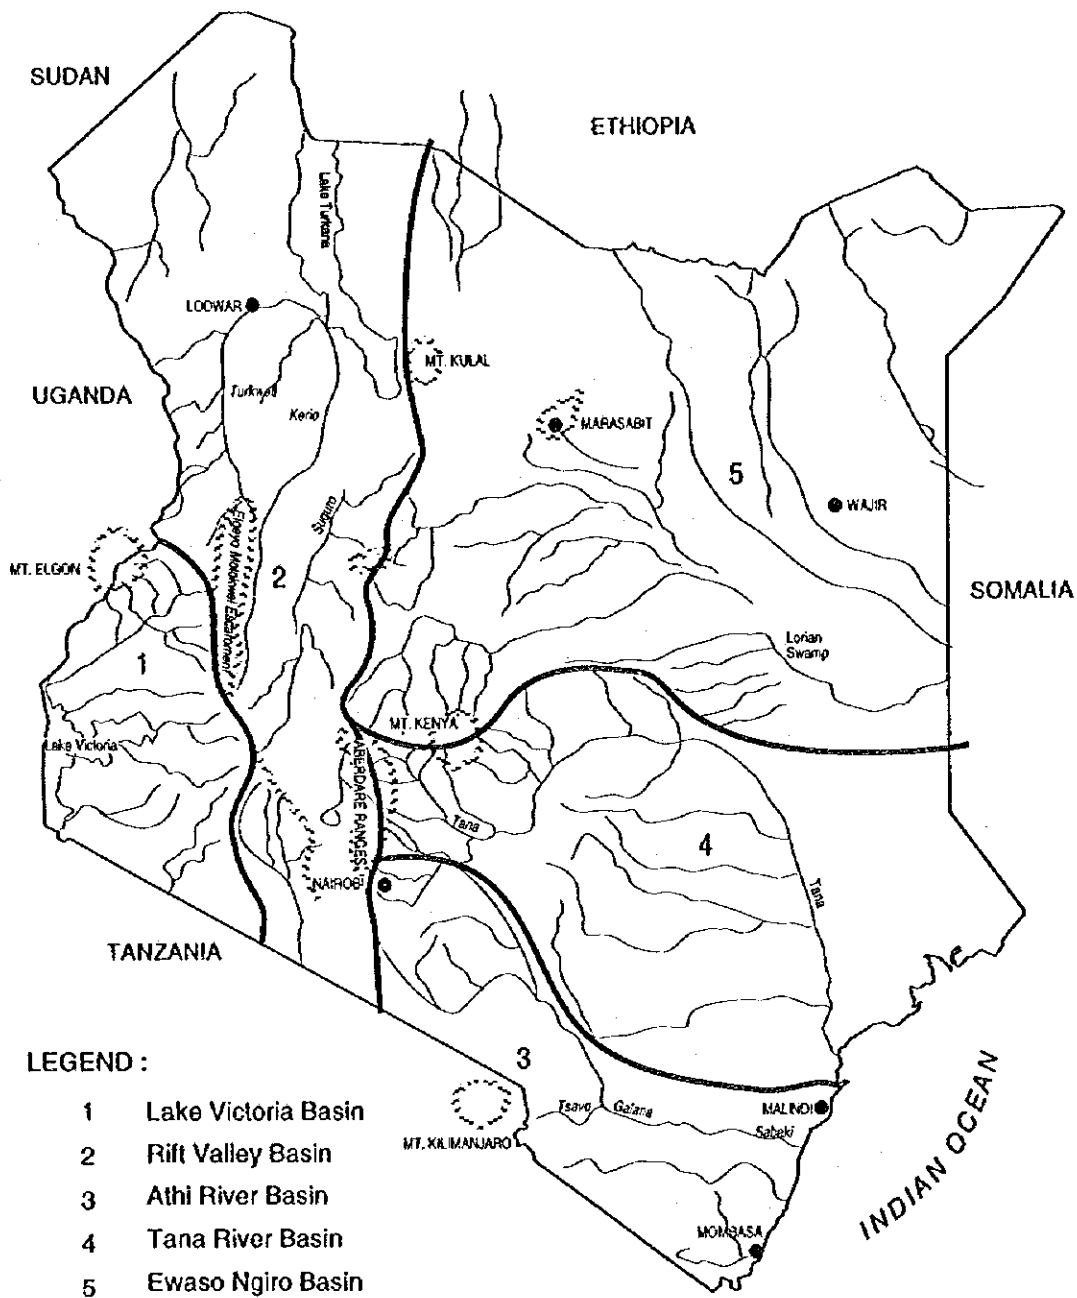 SUDAN
ETHIOPIA
Lake Turkana
LODWAR
MT. KULAL
UGANDA
Turkwel
Kerio
MARASABIT
5
WAJIR
Suguro
MT. ELGON
2
SOMALIA
1
Lorian
Swamp
MT. KENYA
Lake Victoria
ABERDARE RANGES
Tana
4
Tana
NAIROBI
TANZANIA
3
LEGEND :
Tsavo
Galana
MALINDI
Sabaki
MT. KILIMANJARO
INDIAN OCEAN
MOMBASA
1 Lake Victoria Basin
2 Rift Valley Basin
3 Athi River Basin
4 Tana River Basin
5 Ewaso Ngiro Basin